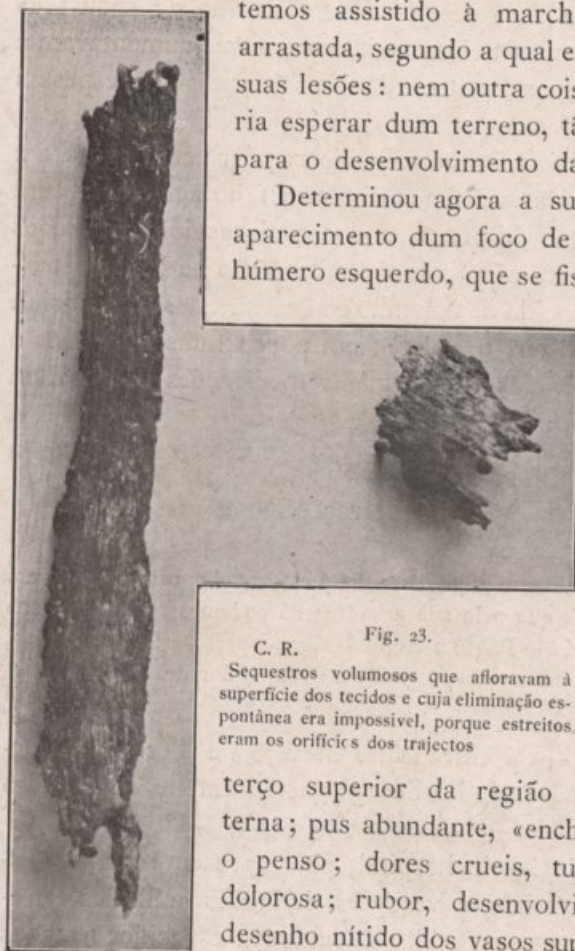 temos assistido à march
arrastada, segundo a qual e
suas lesões: nem outra cois
ria esperar dum terreno, tâ
para o desenvolvimento da
Determinou agora a su
aparecimento dum foco de
húmero esquerdo, que se fis
Fig. 23.
C. R.
Sequestros volumosos que afloravam à
superfície dos tecidos e cuja eliminação es-
pontânea era impossivel, porque estreitos
eram os orifícios dos trajectos
terço superior da região
terna; pus abundante, «ench
o penso; dores crueis, tu
dolorosa; rubor, desenvolvi
desenho nítido dos vasos sup